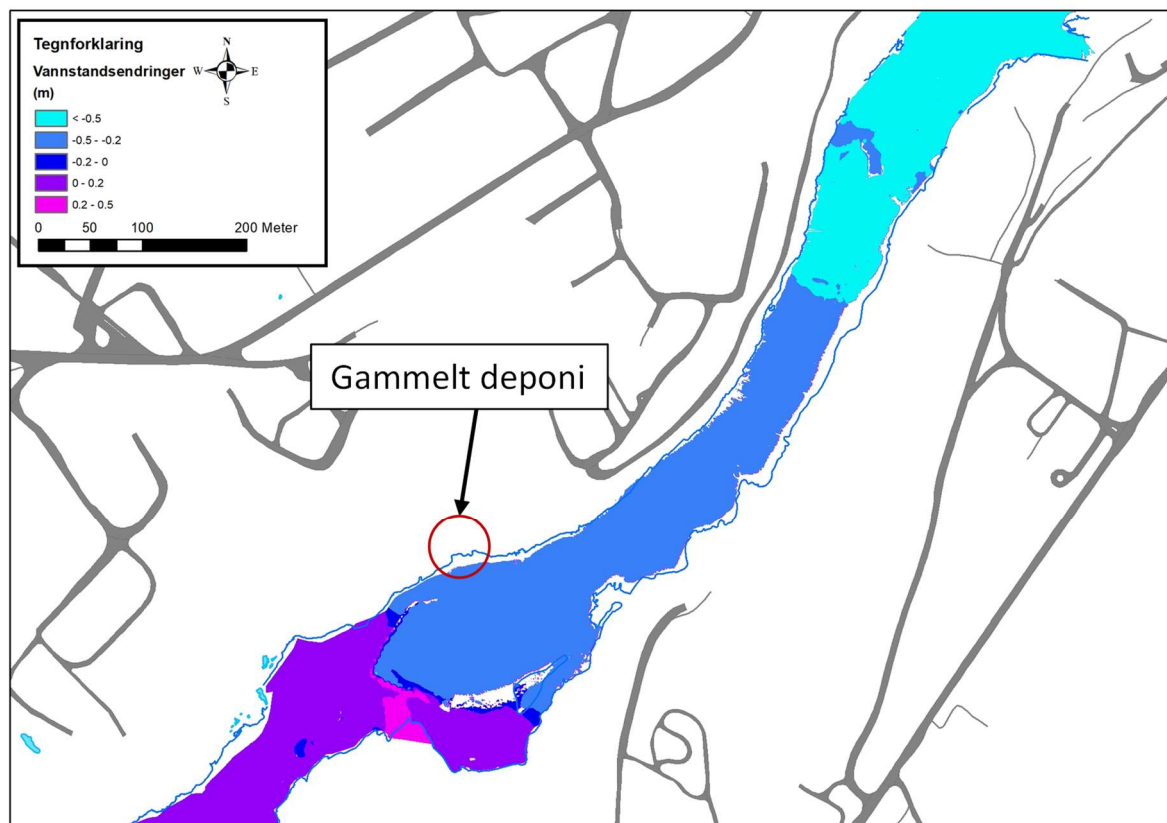 Tegnforklaring
Vannstandsendringer
(m)
N
W E
S
< -0.5
-0.5 - -0.2
-0.2 - 0
0 - 0.2
0.2 - 0.5
0 50 100 200 Meter
Gammelt deponi